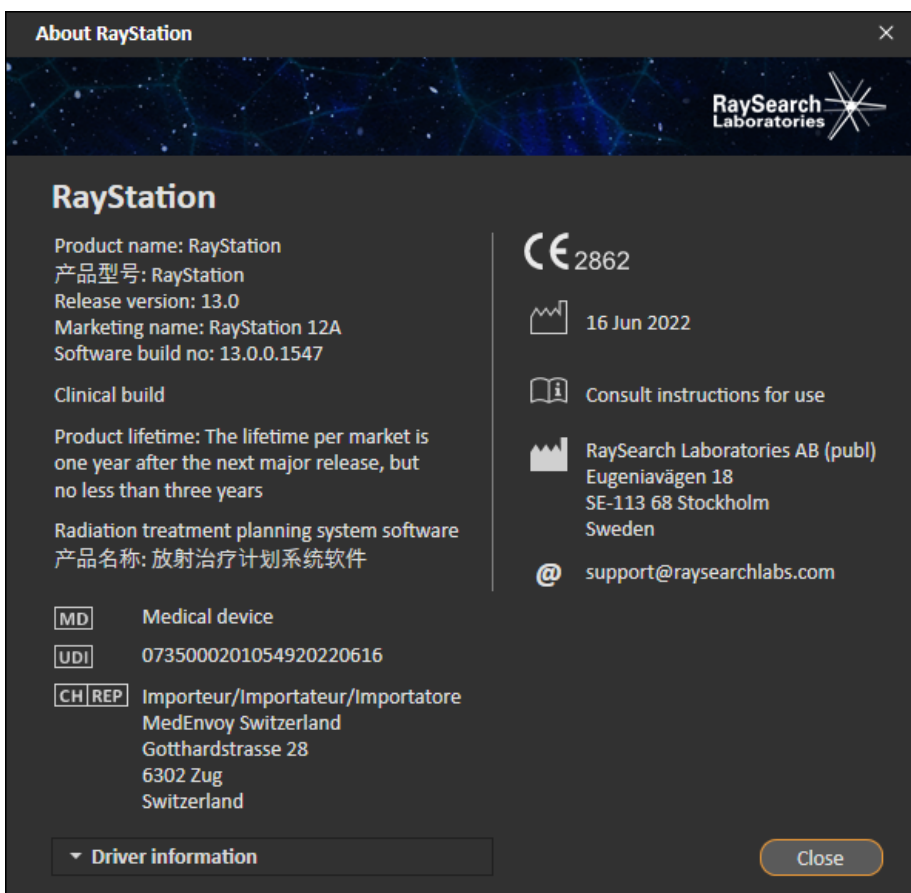 About RayStation
RaySearch
Laboratories
RayStation
Product name: RayStation
产品型号: RayStation
Release version: 13.0
Marketing name: RayStation 12A
Software build no: 13.0.0.1547
Clinical build
Product lifetime: The lifetime per market is
one year after the next major release, but
no less than three years
Radiation treatment planning system software
产品名称: 放射治疗计划系统软件
MD Medical device
UDI 0735000201054920220616
CH REP Importeur/Importateur/Importatore
MedEnvoy Switzerland
Gotthardstrasse 28
6302 Zug
Switzerland
CE 2862
16 Jun 2022
Consult instructions for use
RaySearch Laboratories AB (publ)
Eugeniavägen 18
SE-113 68 Stockholm
Sweden
@ support@raysearchlabs.com
Driver information
Close